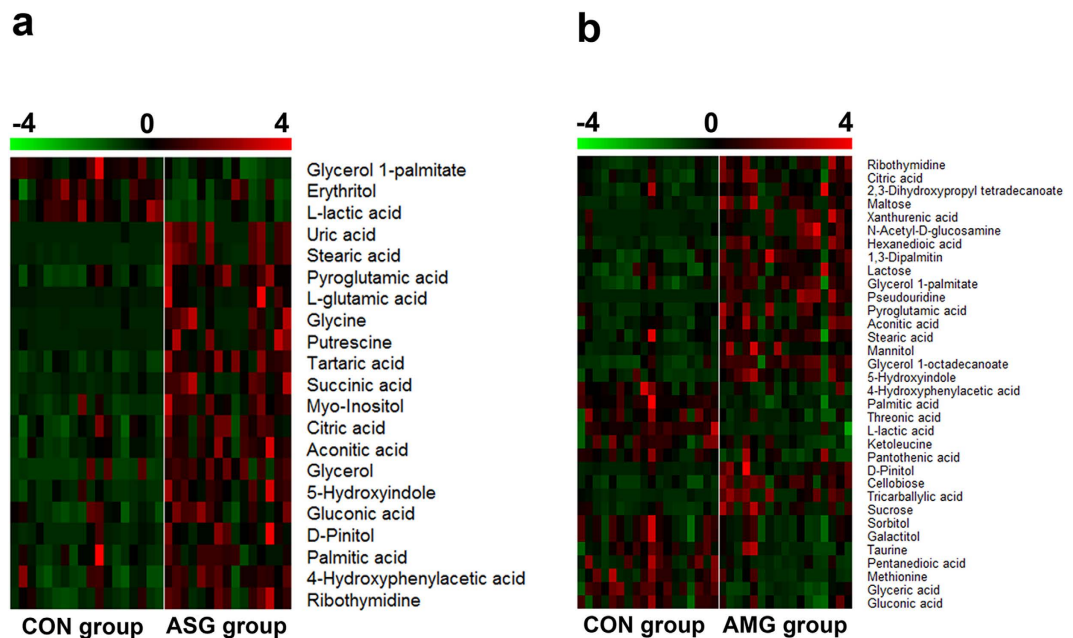 a
-4 0 4
Glycerol 1-palmitate
Erythritol
L-lactic acid
Uric acid
Stearic acid
Pyroglutamic acid
L-glutamic acid
Glycine
Putrescine
Tartaric acid
Succinic acid
Myo-Inositol
Citric acid
Aconitic acid
Glycerol
5-Hydroxyindole
Gluconic acid
D-Pinitol
Palmitic acid
4-Hydroxyphenylacetic acid
Ribothymidine
CON group ASG group
b
-4 0 4
Ribothymidine
Citric acid
2,3-Dihydroxypropyl tetradecanoate
Maltose
Xanthurenic acid
N-Acetyl-D-glucosamine
Hexanedioic acid
1,3-Dipalmitin
Lactose
Glycerol 1-palmitate
Pseudouridine
Pyroglutamic acid
Aconitic acid
Stearic acid
Mannitol
Glycerol 1-octadecanoate
5-Hydroxyindole
4-Hydroxyphenylacetic acid
Palmitic acid
Threonic acid
L-lactic acid
Ketoleucine
Pantothenic acid
D-Pinitol
Cellobiose
Tricarballylic acid
Sucrose
Sorbitol
Galactitol
Taurine
Pentanedioic acid
Methionine
Glyceric acid
Gluconic acid
CON group AMG group